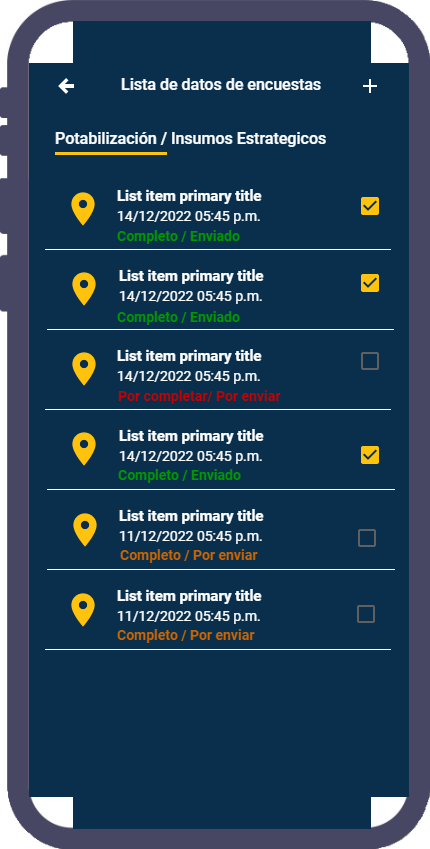 Lista de datos de encuestas
Potabilización / Insumos Estrategicos
List item primary title
14/12/2022 05:45 p.m.
Completo / Enviado
List item primary title
14/12/2022 05:45 p.m.
Completo / Enviado
List item primary title
14/12/2022 05:45 p.m.
Por completar/ Por enviar
List item primary title
14/12/2022 05:45 p.m.
Completo / Enviado
List item primary title
11/12/2022 05:45 p.m.
Completo / Por enviar
List item primary title
11/12/2022 05:45 p.m.
Completo / Por enviar